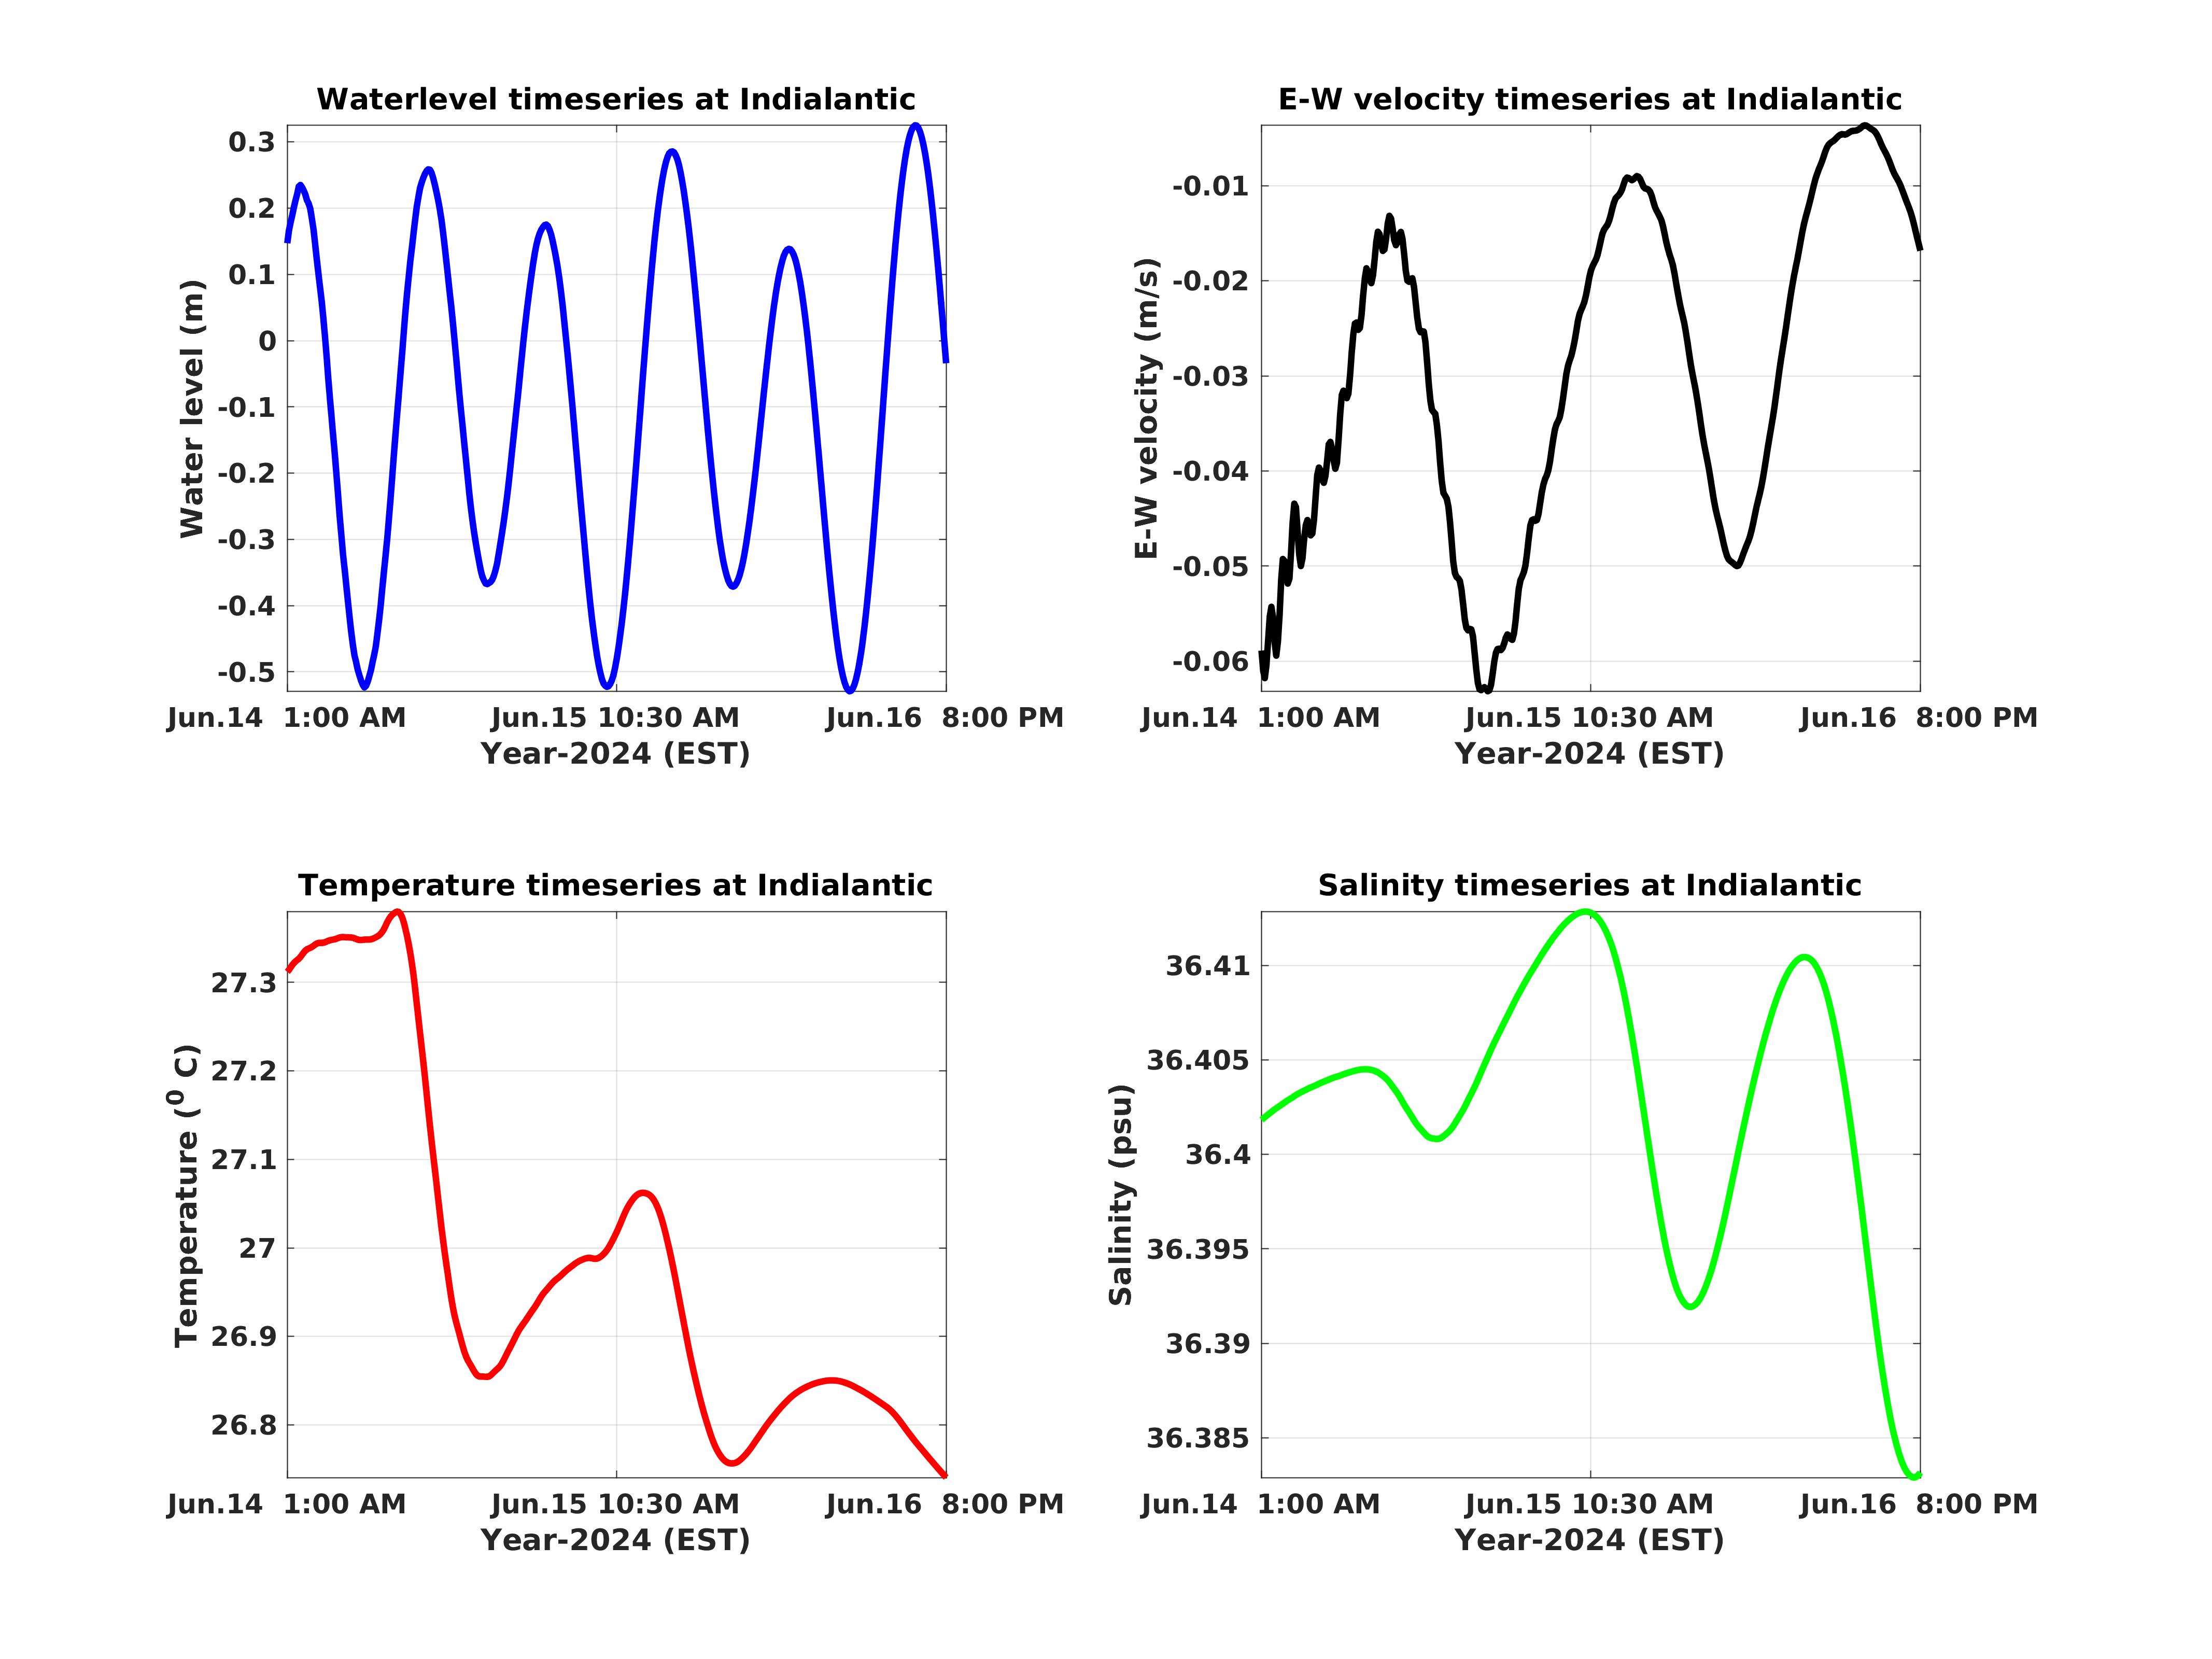 Waterlevel timeseries at Indialantic
Water level (m)
0.3
0.2
0.1
0
-0.1
-0.2
-0.3
-0.4
-0.5
Jun.14 1:00 AM Jun.15 10:30 AM Jun.16 8:00 PM
Year-2024 (EST)
E-W velocity timeseries at Indialantic
E-W velocity (m/s)
-0.01
-0.02
-0.03
-0.04
-0.05
-0.06
Jun.14 1:00 AM Jun.15 10:30 AM Jun.16 8:00 PM
Year-2024 (EST)
Temperature timeseries at Indialantic
Temperature (⁰ C)
27.3
27.2
27.1
27
26.9
26.8
Jun.14 1:00 AM Jun.15 10:30 AM Jun.16 8:00 PM
Year-2024 (EST)
Salinity timeseries at Indialantic
Salinity (psu)
36.41
36.405
36.4
36.395
36.39
36.385
Jun.14 1:00 AM Jun.15 10:30 AM Jun.16 8:00 PM
Year-2024 (EST)